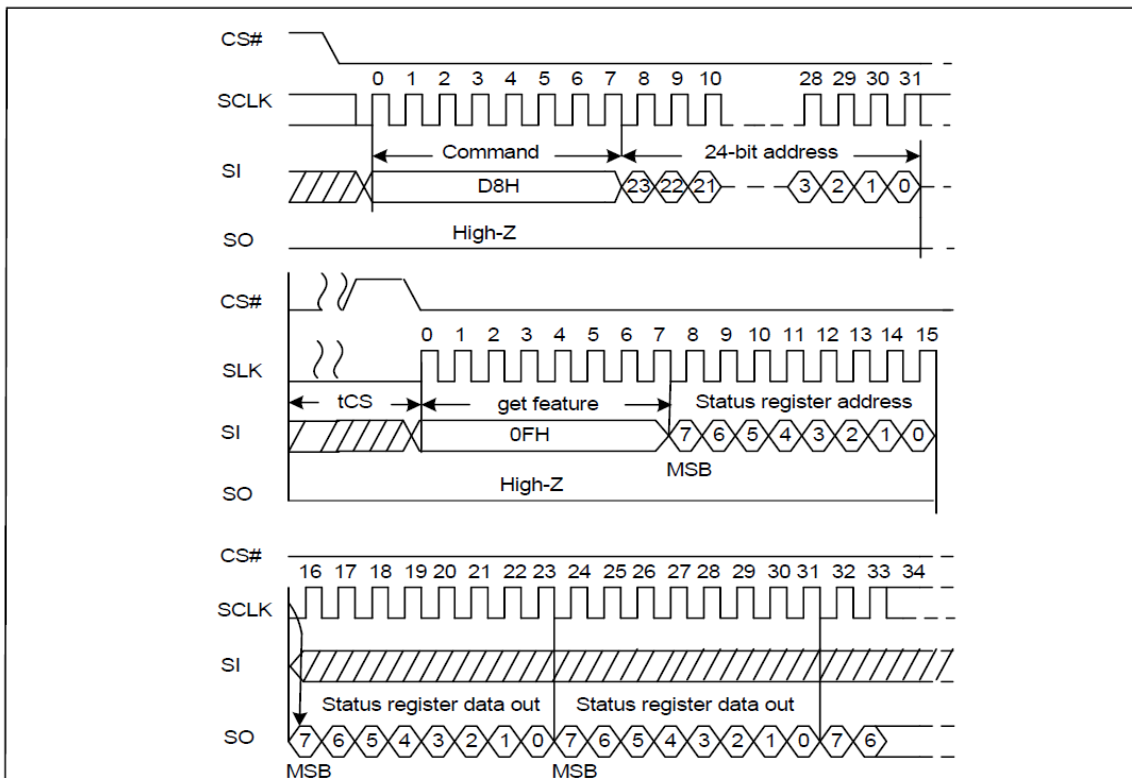 CS#
0 1 2 3 4 5 6 7 8 9 10 28 29 30 31
SCLK
Command 24-bit address
SI
D8H 23 22 21 3 2 1 0
High-Z
SO
CS#
0 1 2 3 4 5 6 7 8 9 10 11 12 13 14 15
SLK
tCS get feature Status register address
SI
0FH 7 6 5 4 3 2 1 0
MSB
High-Z
SO
CS#
16 17 18 19 20 21 22 23 24 25 26 27 28 29 30 31 32 33 34
SCLK
SI
Status register data out Status register data out
SO
7 6 5 4 3 2 1 0 7 6 5 4 3 2 1 0 7 6
MSB MSB